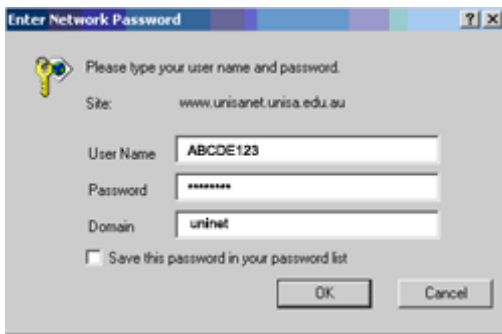 Enter Network Password
Please type your user name and password.
Site: www.unisanet.unisa.edu.au
User Name ABCDE123
Password ********
Domain uninet
Save this password in your password list
OK Cancel